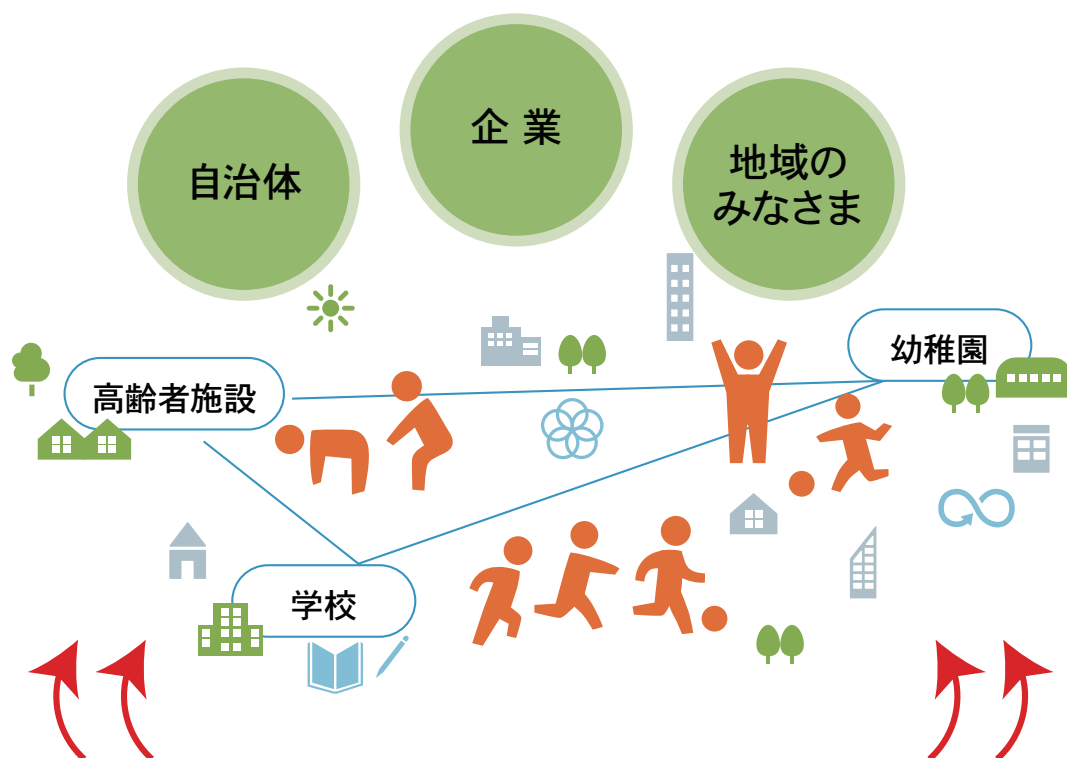 企業
自治体
地域の
みなさま
幼稚園
高齢者施設
学校